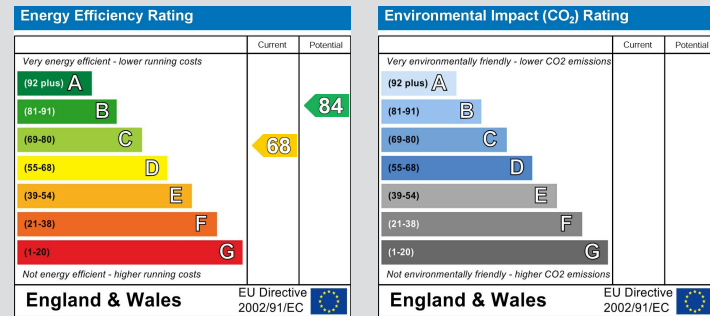 Energy Efficiency Rating
Current Potential
Very energy efficient - lower running costs
(92 plus) A
(81-91) B
(69-80) C
(55-68) D
(39-54) E
(21-38) F
(1-20) G
68
84
Not energy efficient - higher running costs
England & Wales
EU Directive
2002/91/EC
Environmental Impact (CO₂) Rating
Current Potential
Very environmentally friendly - lower CO2 emissions
(92 plus) A
(81-91) B
(69-80) C
(55-68) D
(39-54) E
(21-38) F
(1-20) G
Not environmentally friendly - higher CO2 emissions
England & Wales
EU Directive
2002/91/EC